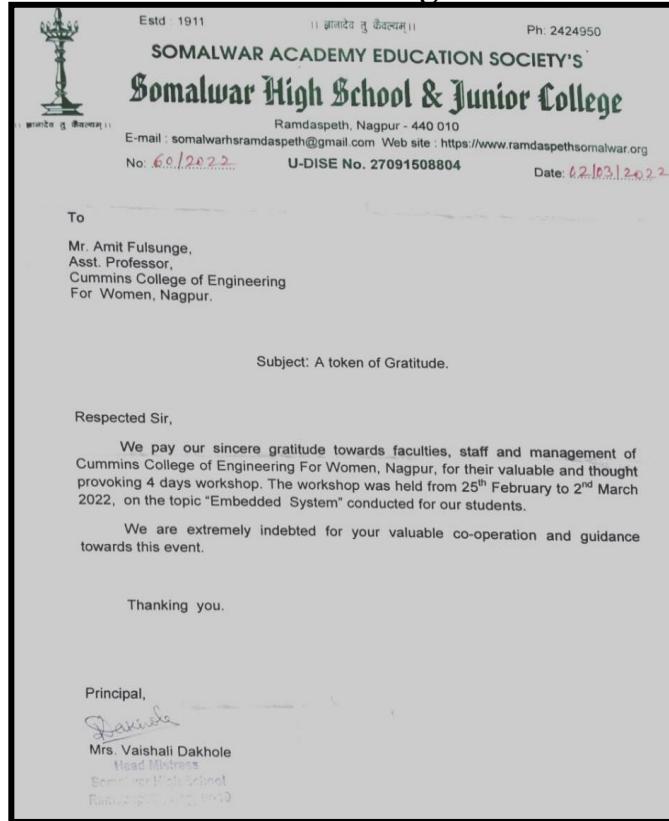 Estd : 1911
।। ज्ञानादेव तु कैवल्यम् ।।
Ph: 2424950
SOMALWAR ACADEMY EDUCATION SOCIETY'S
Somalwar High School & Junior College
।। ज्ञानादेव तु कैवल्यम् ।।
Ramdaspeth, Nagpur - 440 010
E-mail : somalwarhsramdaspeth@gmail.com Web site : https://www.ramdaspethsomalwar.org
No: 60/2022 U-DISE No. 27091508804 Date: 02/03/2022
To
Mr. Amit Fulsunge,
Asst. Professor,
Cummins College of Engineering
For Women, Nagpur.
Subject: A token of Gratitude.
Respected Sir,
We pay our sincere gratitude towards faculties, staff and management of
Cummins College of Engineering For Women, Nagpur, for their valuable and thought
provoking 4 days workshop. The workshop was held from 25th February to 2nd March
2022, on the topic "Embedded System" conducted for our students.
We are extremely indebted for your valuable co-operation and guidance
towards this event.
Thanking you.
Principal,
Dakhole
Mrs. Vaishali Dakhole
Head Mistress
Somalwar High School